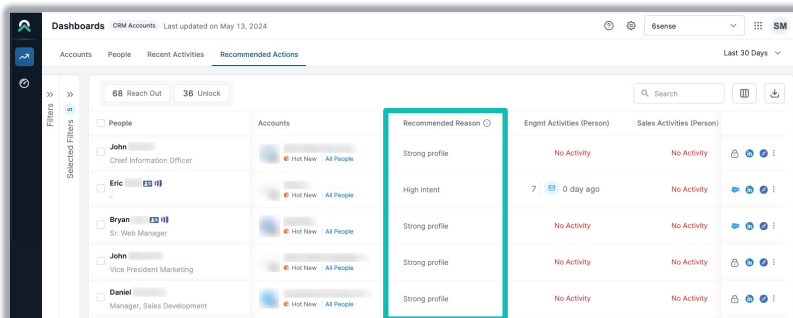 Dashboards CRM Accounts Last updated on May 13, 2024 6sense SM
Accounts People Recent Activities Recommended Actions Last 30 Days
68 Reach Out 36 Unlock Search
Filters
Selected Filters 5
People Accounts Recommended Reason Engmt Activities (Person) Sales Activities (Person)
John
Chief Information Officer Hot New All People Strong profile No Activity No Activity
Eric
- Hot New All People High Intent 7 0 day ago No Activity
Bryan
Sr. Web Manager Hot New All People Strong profile No Activity No Activity
John
Vice President Marketing Hot New All People Strong profile No Activity No Activity
Daniel
Manager, Sales Development Hot New All People Strong profile No Activity No Activity